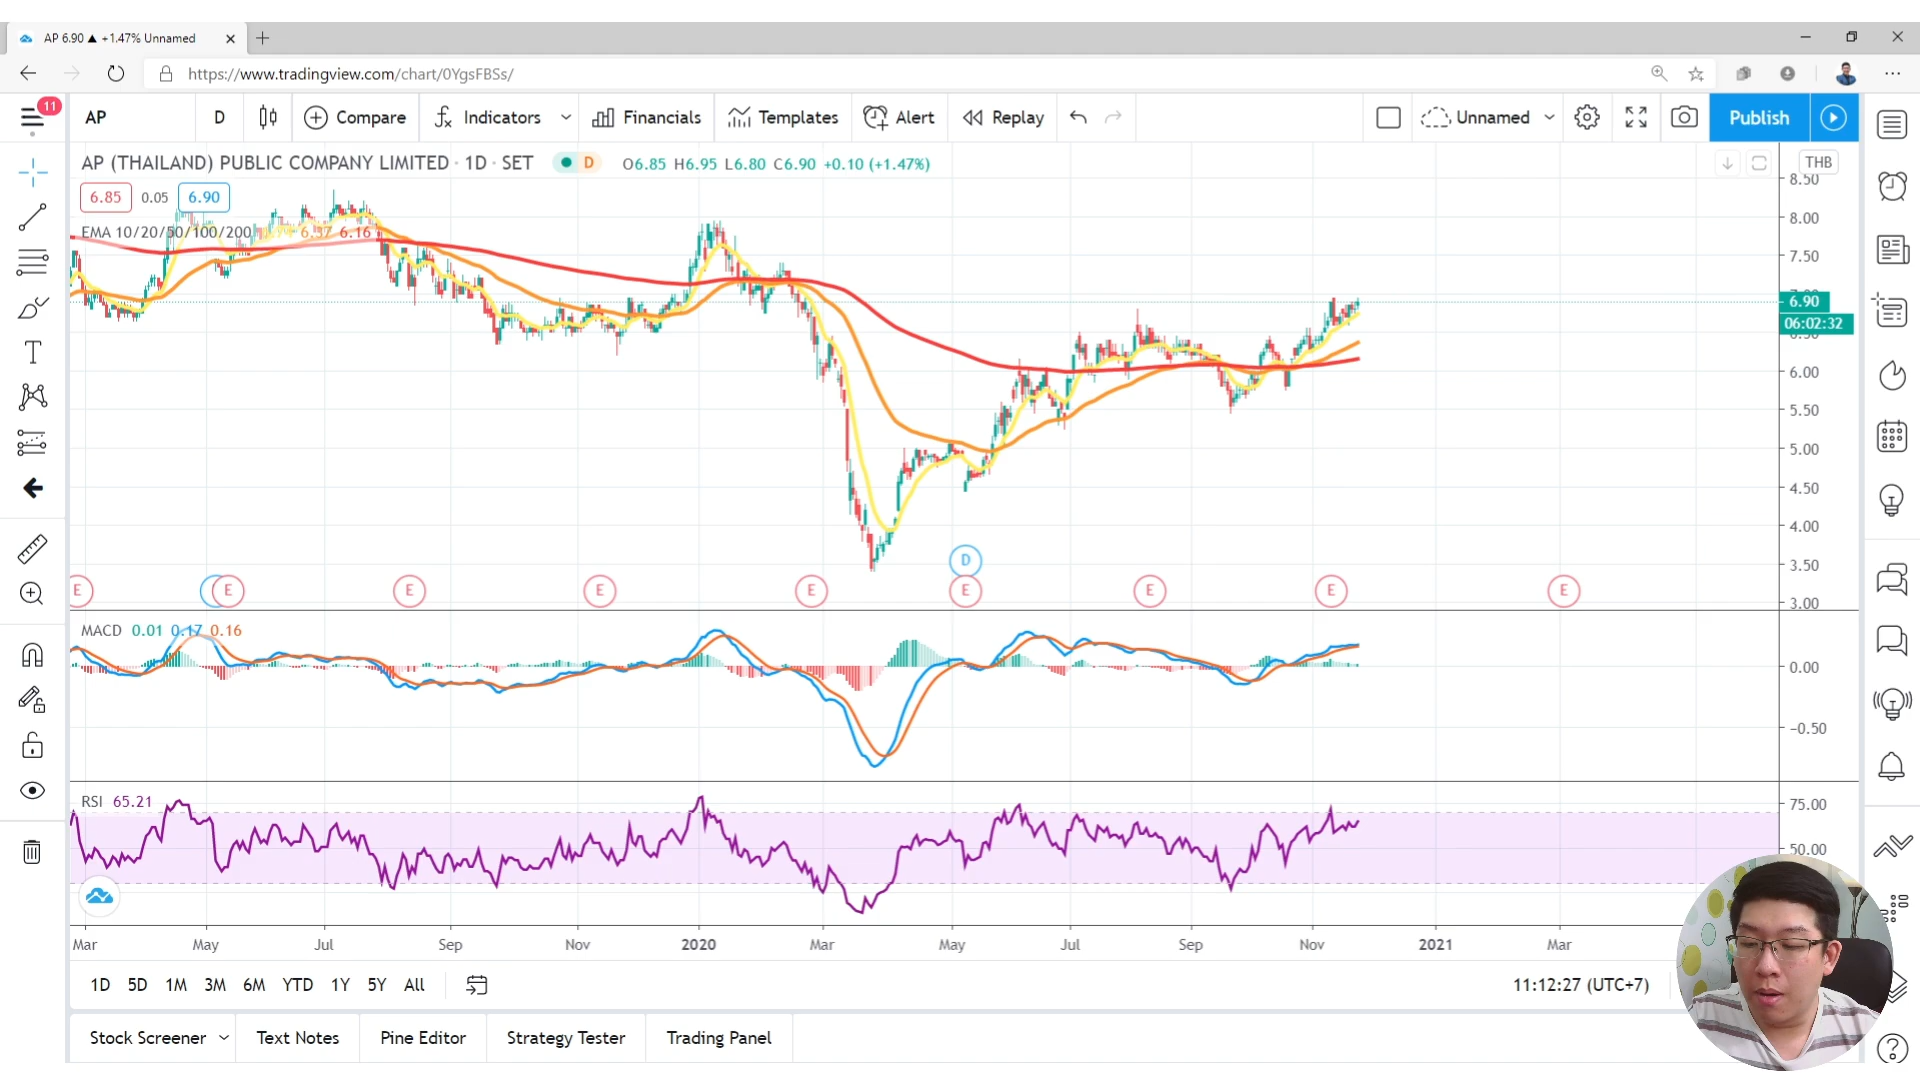 AP 6.90 ▲ +1.47% Unnamed
https://www.tradingview.com/chart/0YgsFBSs/
11
AP D Compare Indicators Financials Templates Alert Replay Unnamed Publish
AP (THAILAND) PUBLIC COMPANY LIMITED · 1D · SET D O6.85 H6.95 L6.80 C6.90 +0.10 (+1.47%)
THB
6.85 0.05 6.90
EMA 10/20/50/100/200 6.37 6.16
8.50
8.00
7.50
6.90
06:02:32
6.00
5.50
5.00
4.50
4.00
3.50
3.00
D
E E E E E E E E E
MACD 0.01 0.17 0.16
0.00
−0.50
RSI 65.21
75.00
50.00
Mar May Jul Sep Nov 2020 Mar May Jul Sep Nov 2021 Mar
1D 5D 1M 3M 6M YTD 1Y 5Y All 11:12:27 (UTC+7)
Stock Screener Text Notes Pine Editor Strategy Tester Trading Panel